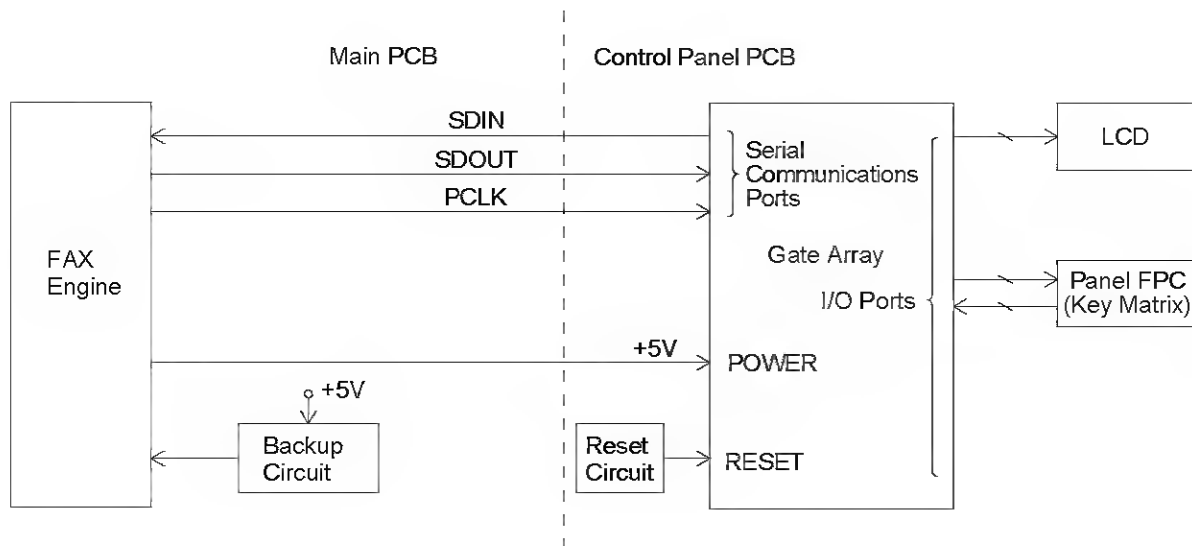 Main PCB
Control Panel PCB
SDIN
SDOUT
PCLK
Serial
Communications
Ports
LCD
FAX
Engine
Gate Array
I/O Ports
Panel FPC
(Key Matrix)
+5V
POWER
+5V
Backup
Circuit
Reset
Circuit
RESET